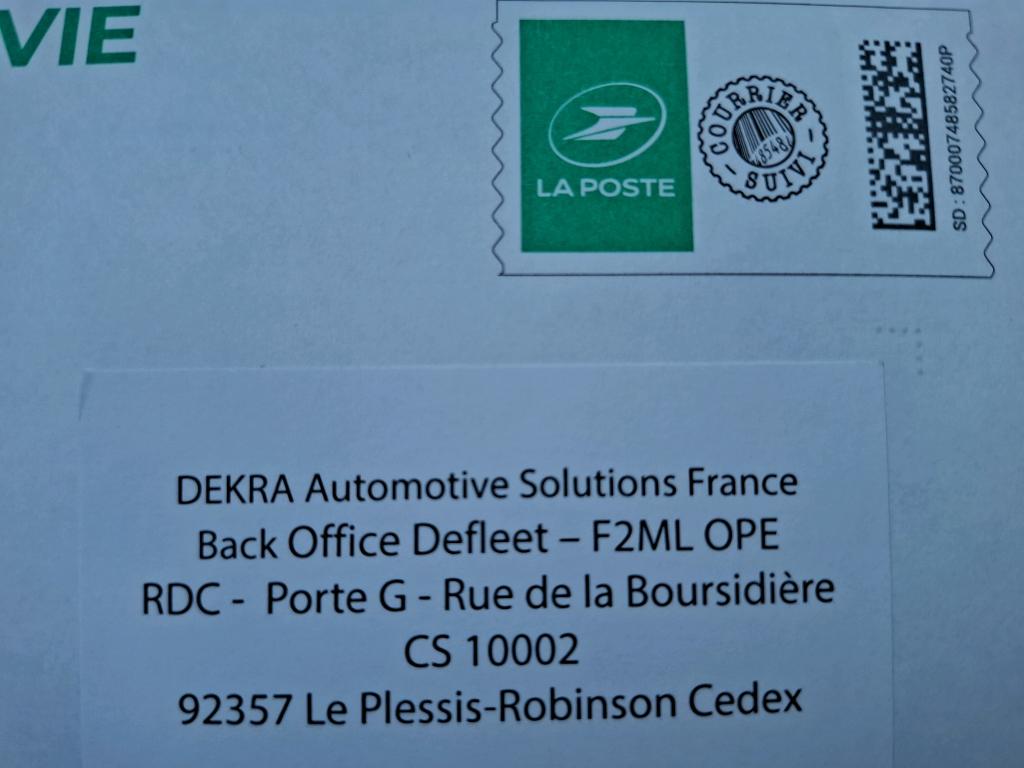 VIE
LA POSTE
COURRIER
SUIVI
SD : 87000748582740P
DEKRA Automotive Solutions France
Back Office Defleet – F2ML OPE
RDC - Porte G - Rue de la Boursidière
CS 10002
92357 Le Plessis-Robinson Cedex